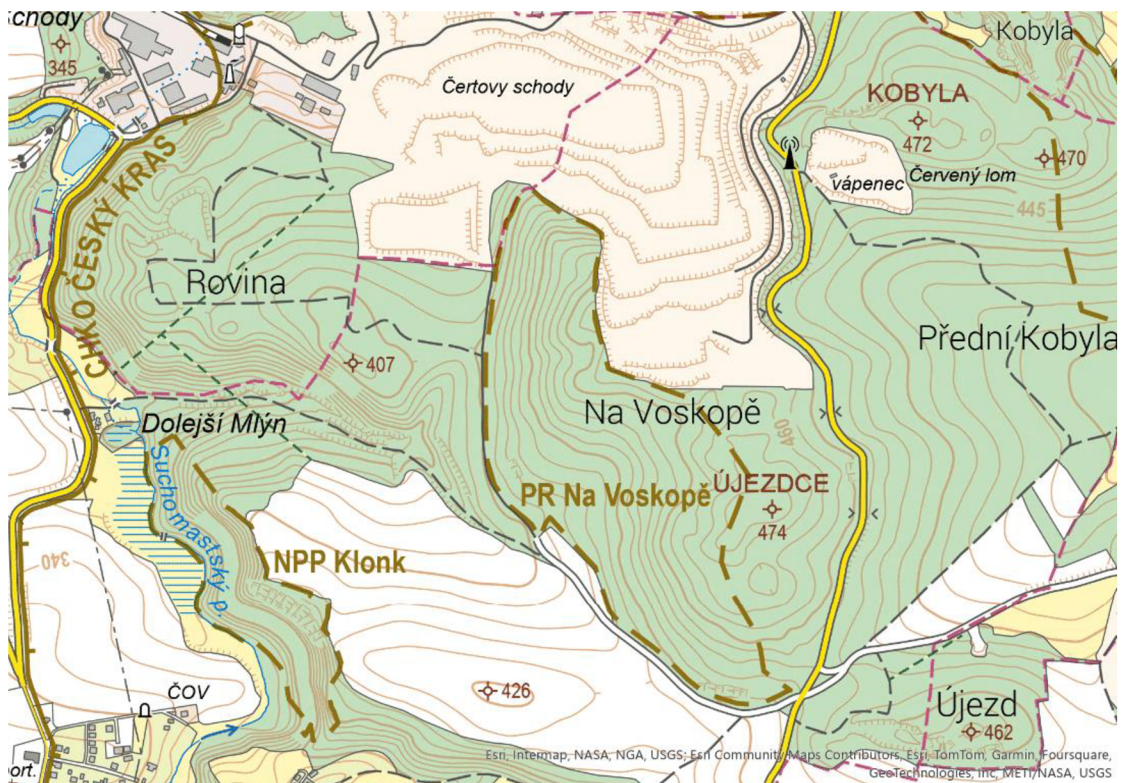 chody
345
Čertovy schody
Kobyla
KOBYLA
472
470
vápenec
Červený lom
445
CHKO ČESKÝ KRAS
Rovina
407
Přední Kobyla
Dolejší Mlýn
Na Voskopě
460
Suchomastský p.
PR Na Voskopě
ÚJEZDCE
474
NPP Klonk
340
426
ČOV
Újezd
462
ort.
Esri, Intermap, NASA, NGA, USGS; Esri Community Maps Contributors, Esri, TomTom, Garmin, Foursquare,
GeoTechnologies, Inc, METI/NASA, USGS